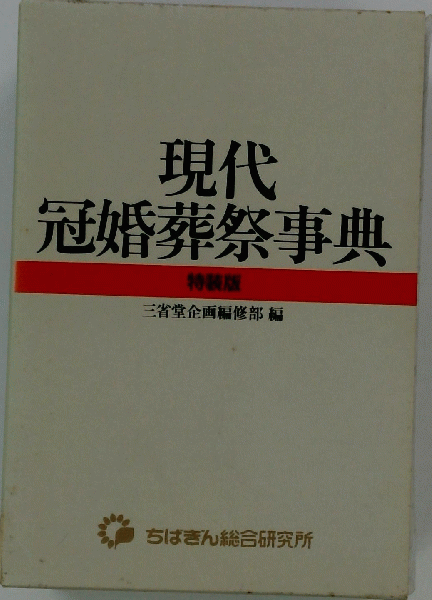 現代
冠婚葬祭事典
特装版
三省堂企画編修部 編
ちばぎん総合研究所